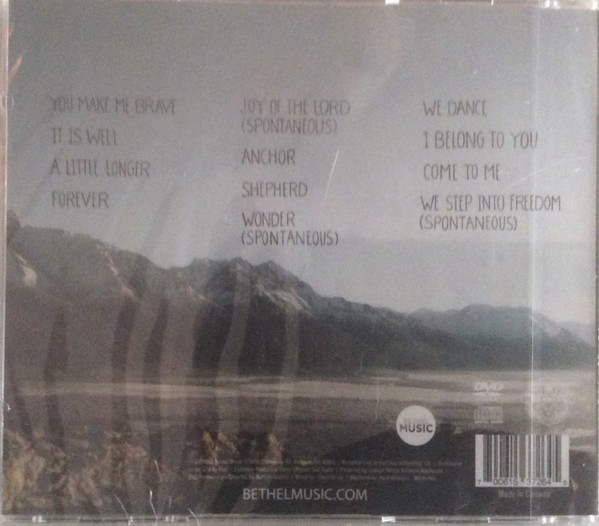 YOU MAKE ME BRAVE
IT IS WELL
A LITTLE LONGER
FOREVER
JOY OF THE LORD
(SPONTANEOUS)
ANCHOR
SHEPHERD
WONDER
(SPONTANEOUS)
WE DANCE
I BELONG TO YOU
COME TO ME
WE STEP INTO FREEDOM
(SPONTANEOUS)
DVD
MUSIC
BETHELMUSIC.COM
Made In Canada